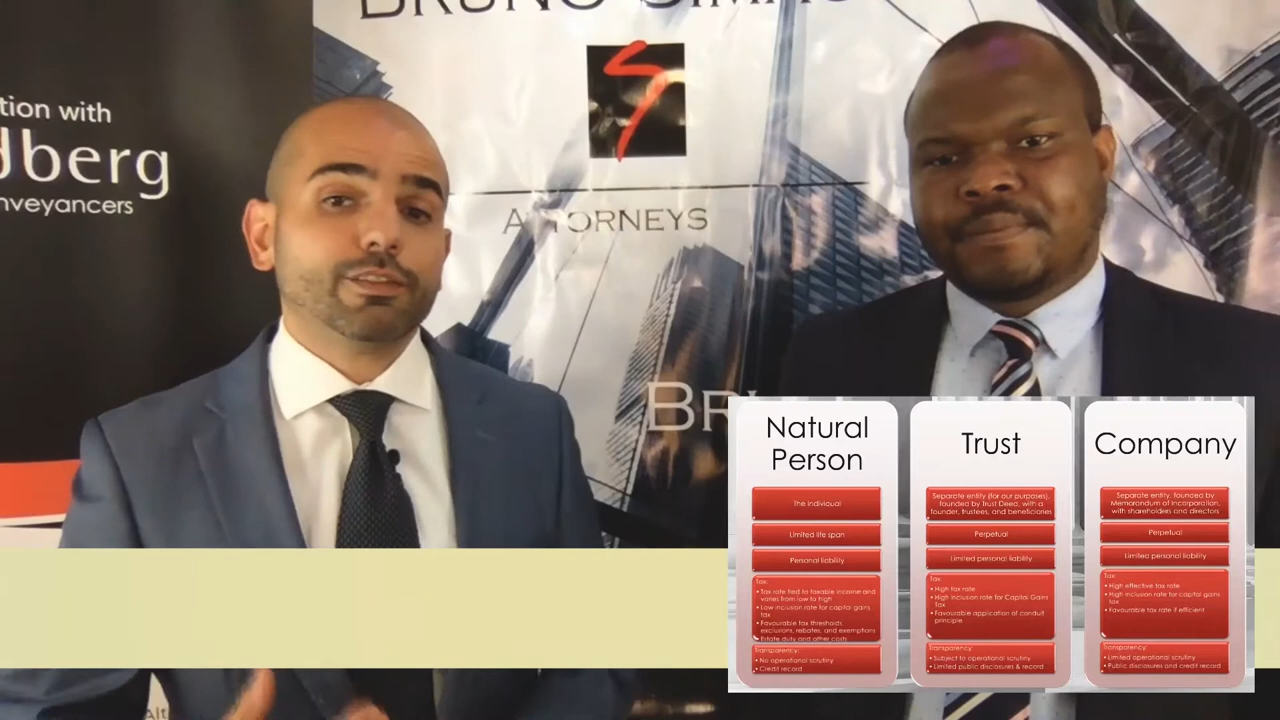 tion with
dberg
nveyancers
ATTORNEYS
Natural
Person
The individual
Limited life span
Personal liability
Tax:
• Tax rate tied to taxable income and
varies from low to high
• Low inclusion rate for capital gains
tax
• Favourable tax thresholds,
exclusions, rebates, and exemptions
• Estate duty and other costs
Transparency:
• No operational scrutiny
• Credit record
Trust
Separate entity (for our purposes),
founded by Trust Deed, with a
founder, trustees, and beneficiaries
Perpetual
Limited personal liability
Tax:
• High tax rate
• High inclusion rate for Capital Gains
Tax
• Favourable application of conduit
principle
Transparency:
• Subject to operational scrutiny
• Limited public disclosures & record
Company
Separate entity, founded by
Memorandum of Incorporation,
with shareholders and directors
Perpetual
Limited personal liability
Tax:
• High effective tax rate
• High inclusion rate for capital gains
tax
• Favourable tax rate if efficient
Transparency:
• Limited operational scrutiny
• Public disclosures and credit record